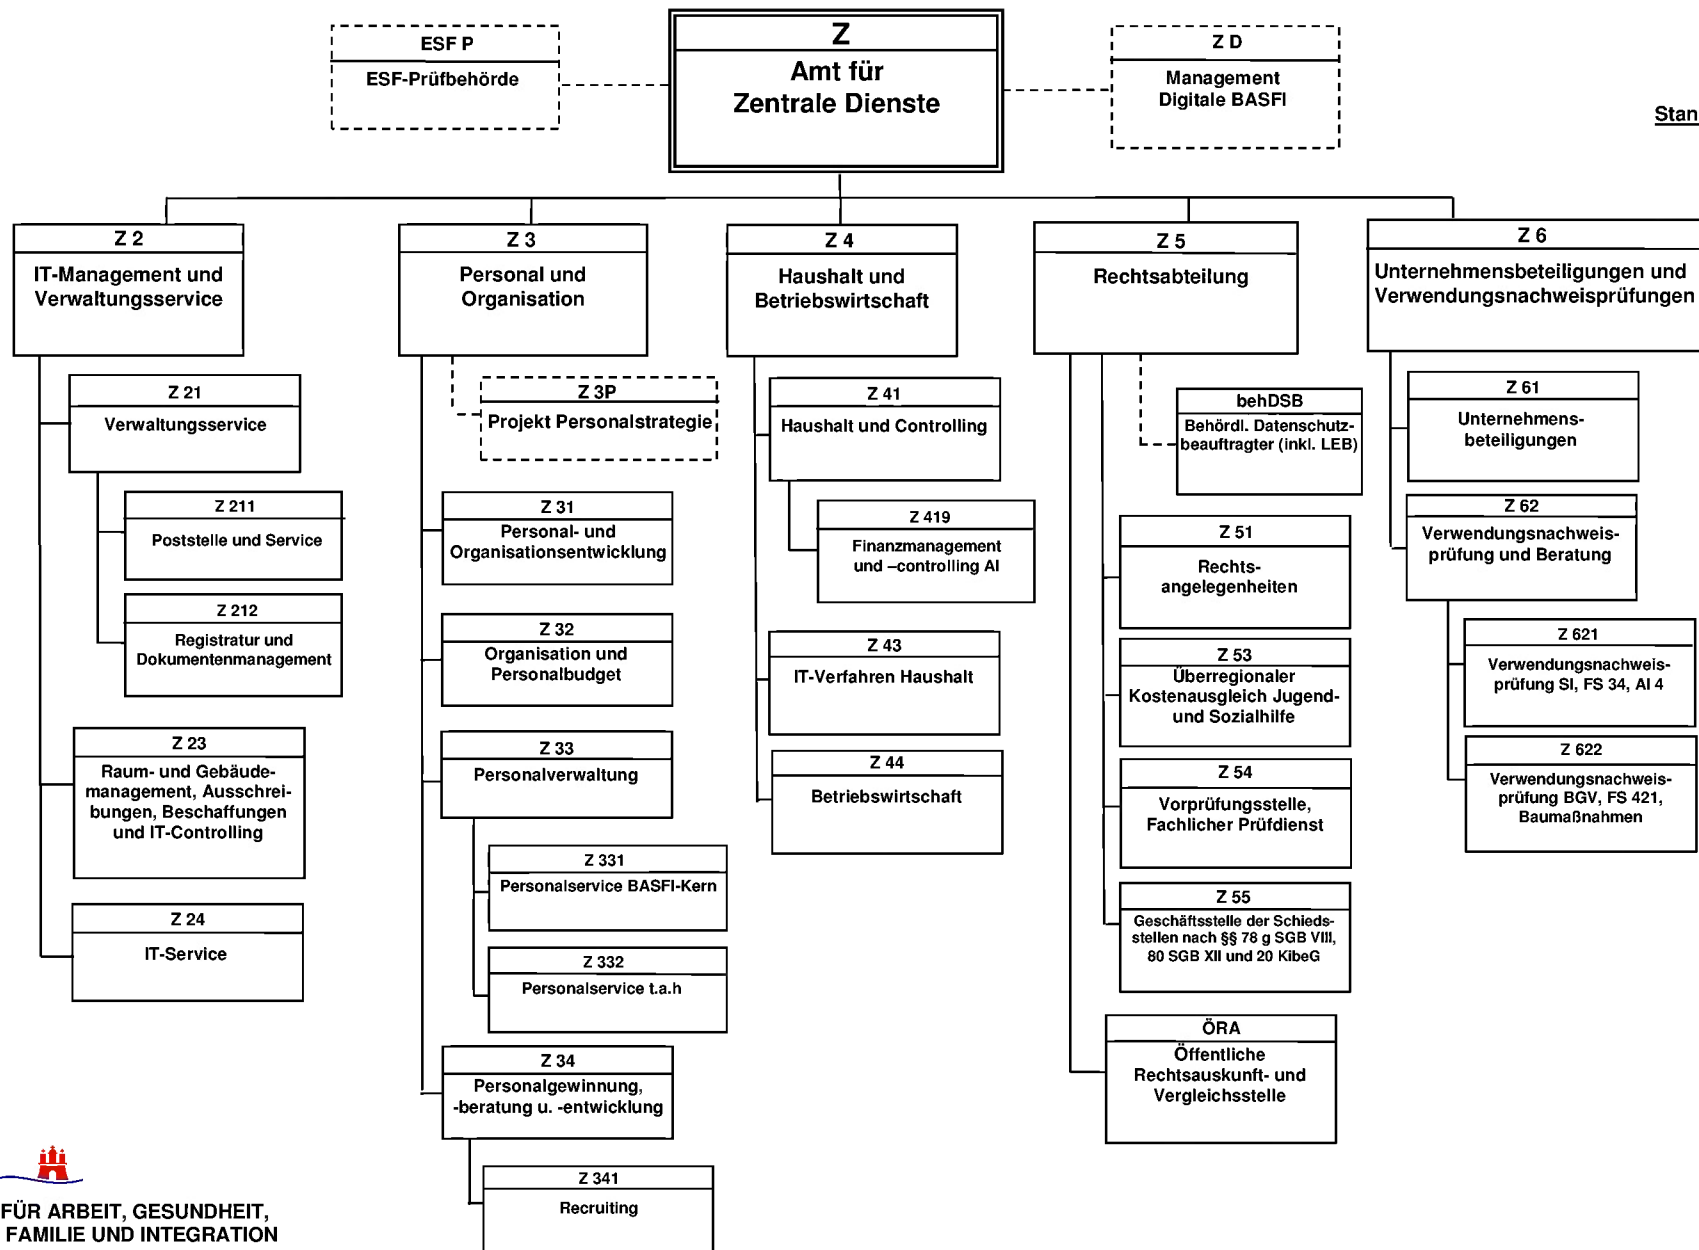 ESF P
ESF-Prüfbehörde
Z
Amt für
Zentrale Dienste
Z D
Management
Digitale BASFI
Stan
Z 2
IT-Management und
Verwaltungsservice
Z 21
Verwaltungsservice
Z 211
Poststelle und Service
Z 212
Registratur und
Dokumentenmanagement
Z 23
Raum- und Gebäude-
management, Ausschrei-
bungen, Beschaffungen
und IT-Controlling
Z 24
IT-Service
Z 3
Personal und
Organisation
Z 3P
Projekt Personalstrategie
Z 31
Personal- und
Organisationsentwicklung
Z 32
Organisation und
Personalbudget
Z 33
Personalverwaltung
Z 331
Personalservice BASFI-Kern
Z 332
Personalservice t.a.h
Z 34
Personalgewinnung,
-beratung u. -entwicklung
Z 341
Recruiting
Z 4
Haushalt und
Betriebswirtschaft
Z 41
Haushalt und Controlling
Z 419
Finanzmanagement
und –controlling AI
Z 43
IT-Verfahren Haushalt
Z 44
Betriebswirtschaft
Z 5
Rechtsabteilung
behDSB
Behördl. Datenschutz-
beauftragter (inkl. LEB)
Z 51
Rechts-
angelegenheiten
Z 53
Überregionaler
Kostenausgleich Jugend-
und Sozialhilfe
Z 54
Vorprüfungsstelle,
Fachlicher Prüfdienst
Z 55
Geschäftsstelle der Schieds-
stellen nach §§ 78 g SGB VIII,
80 SGB XII und 20 KibeG
ÖRA
Öffentliche
Rechtsauskunft- und
Vergleichsstelle
Z 6
Unternehmensbeteiligungen und
Verwendungsnachweisprüfungen
Z 61
Unternehmens-
beteiligungen
Z 62
Verwendungsnachweis-
prüfung und Beratung
Z 621
Verwendungsnachweis-
prüfung SI, FS 34, AI 4
Z 622
Verwendungsnachweis-
prüfung BGV, FS 421,
Baumaßnahmen
FÜR ARBEIT, GESUNDHEIT,
FAMILIE UND INTEGRATION